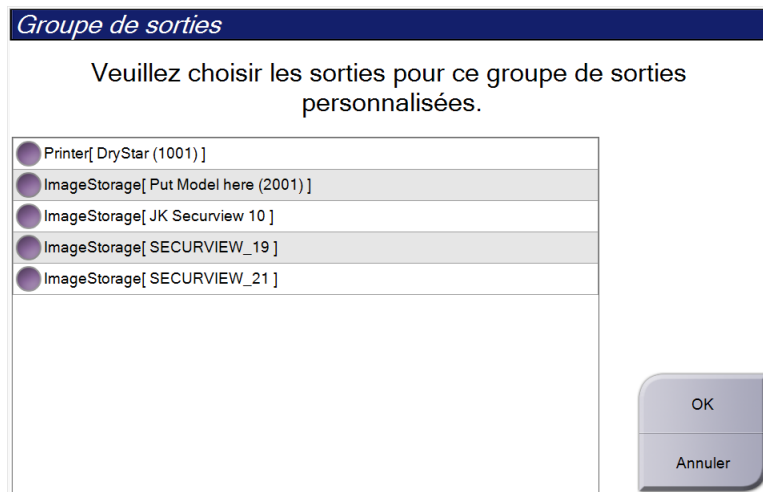 Groupe de sorties
Veuillez choisir les sorties pour ce groupe de sorties
personnalisées.
Printer[ DryStar (1001) ]
ImageStorage[ Put Model here (2001) ]
ImageStorage[ JK Securview 10 ]
ImageStorage[ SECURVIEW_19 ]
ImageStorage[ SECURVIEW_21 ]
OK
Annuler